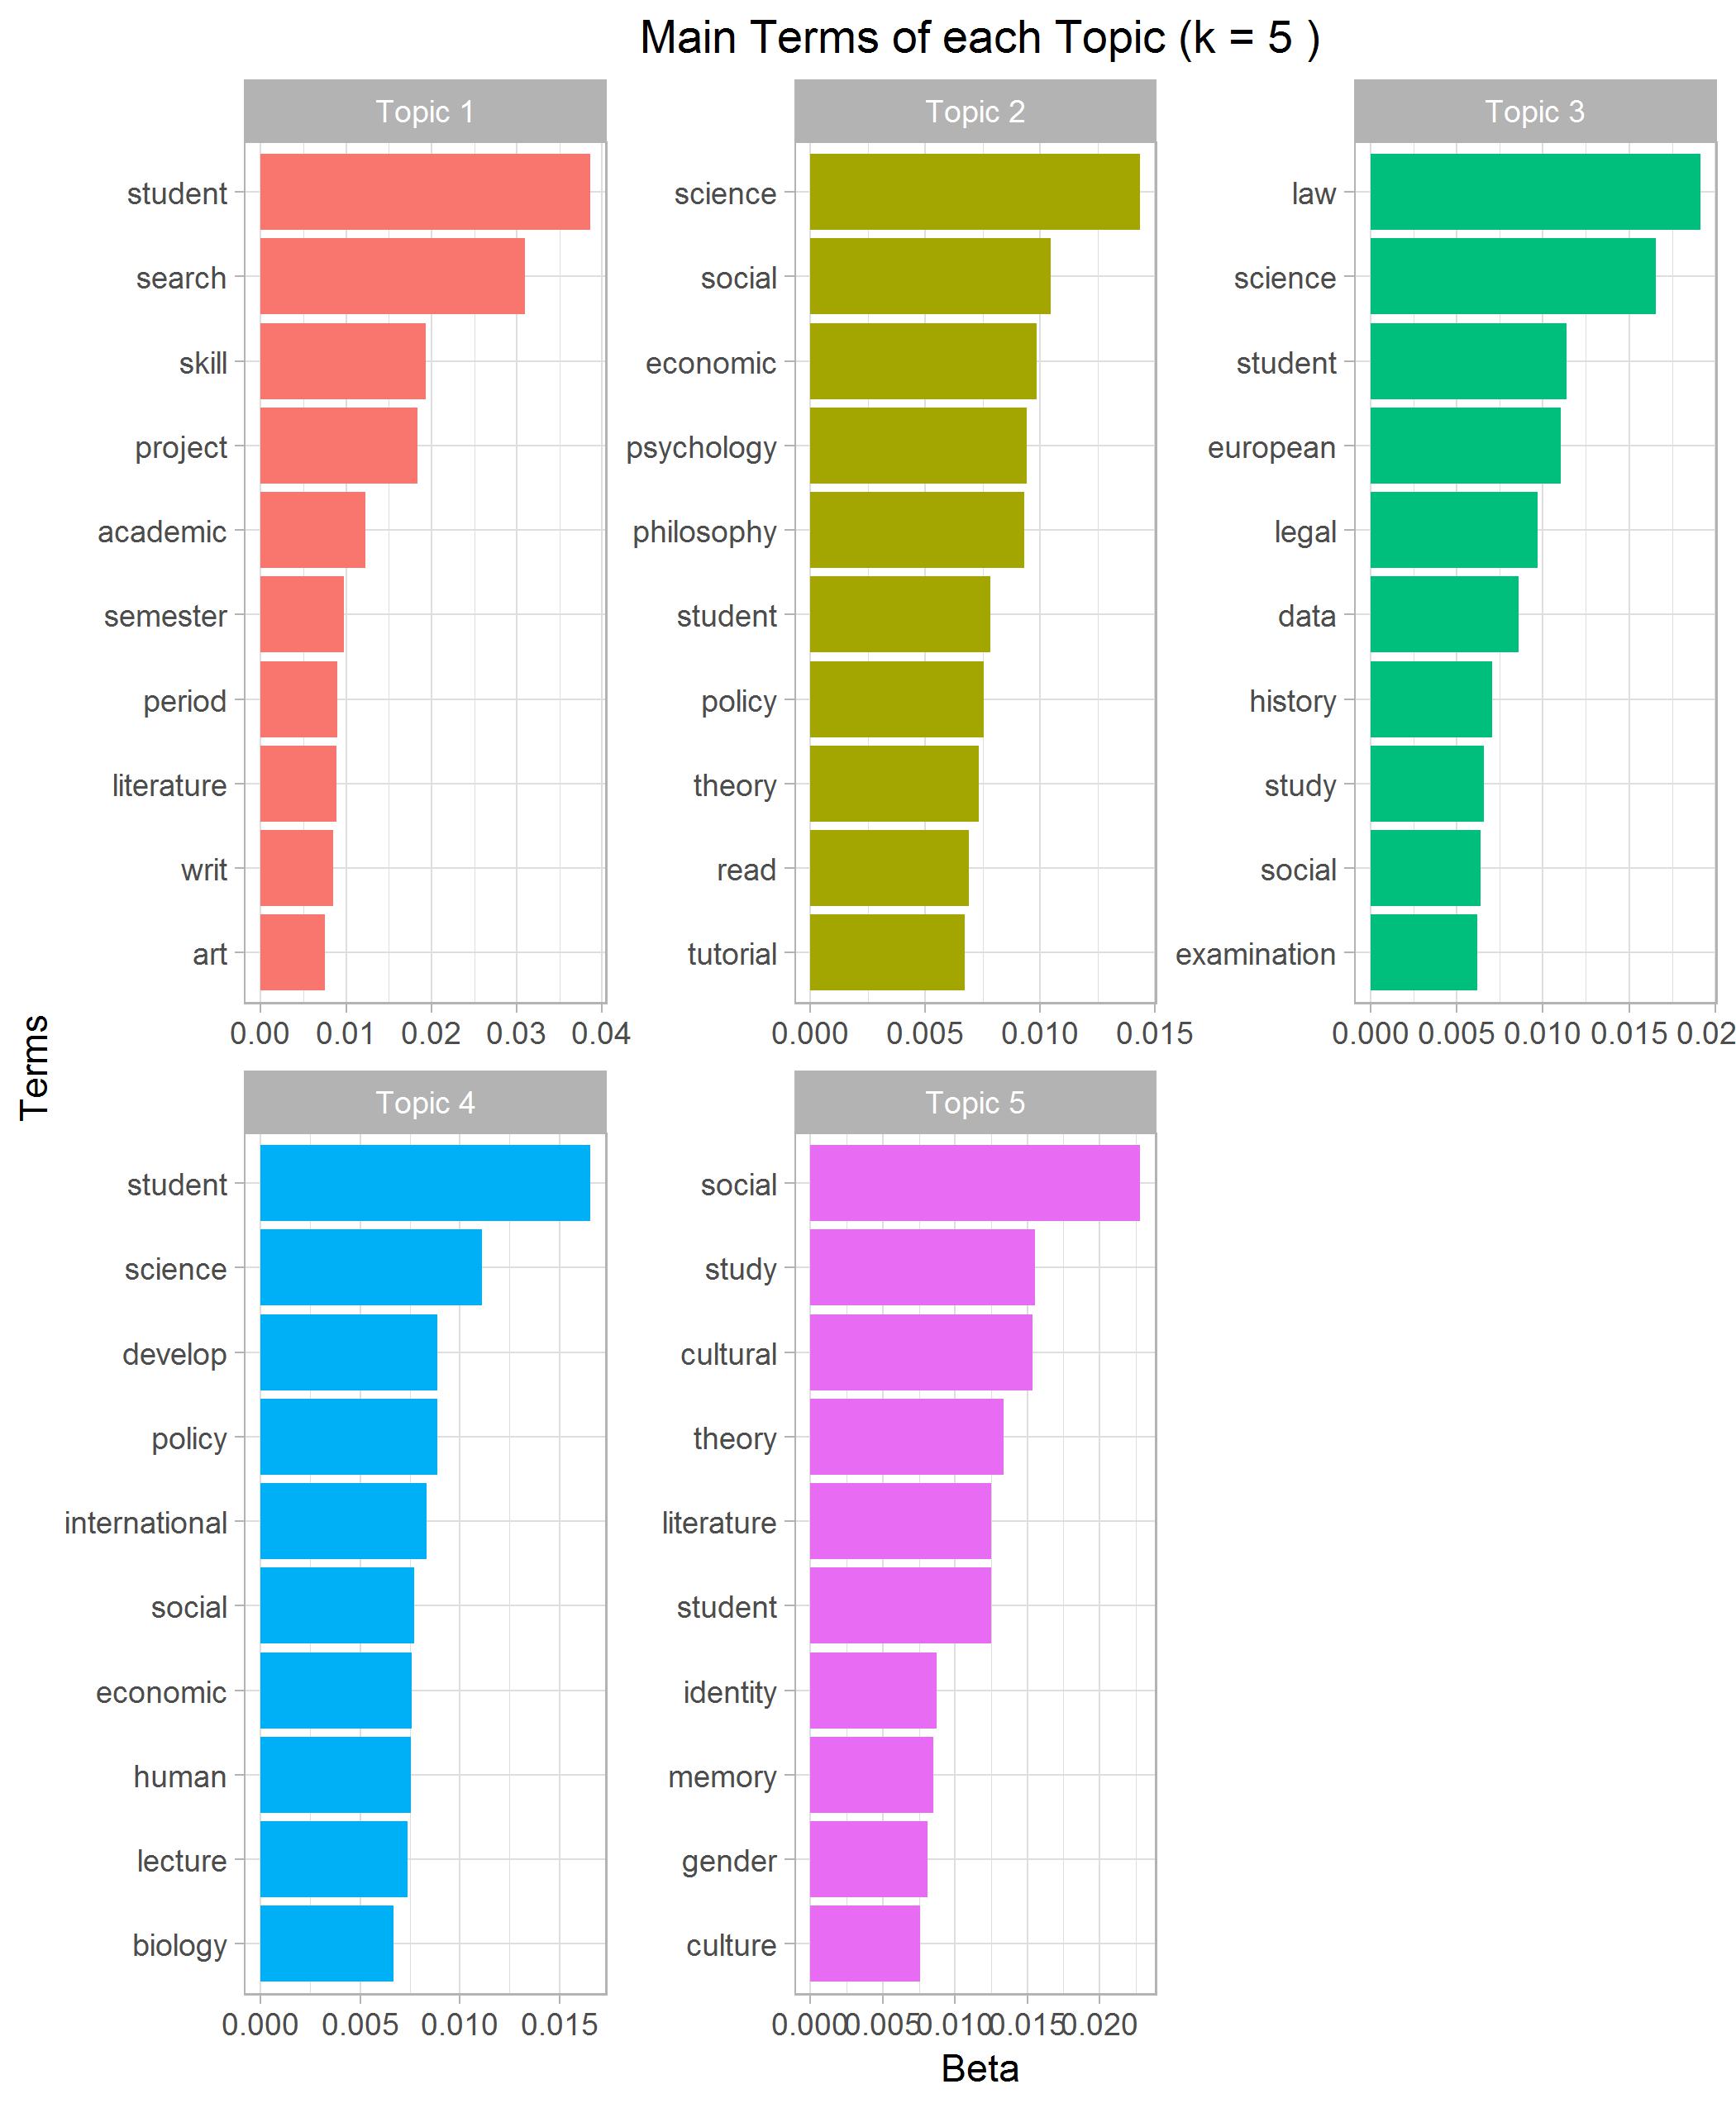 Main Terms of each Topic (k = 5 )
Topic 1
student
search
skill
project
academic
semester
period
literature
writ
art
0.00 0.01 0.02 0.03 0.04
Topic 2
science
social
economic
psychology
philosophy
student
policy
theory
read
tutorial
0.000 0.005 0.010 0.015
Topic 3
law
science
student
european
legal
data
history
study
social
examination
0.000 0.005 0.010 0.015 0.02
Terms
Topic 4
student
science
develop
policy
international
social
economic
human
lecture
biology
0.000 0.005 0.010 0.015
Topic 5
social
study
cultural
theory
literature
student
identity
memory
gender
culture
0.000 0.005 0.010 0.015 0.020
Beta